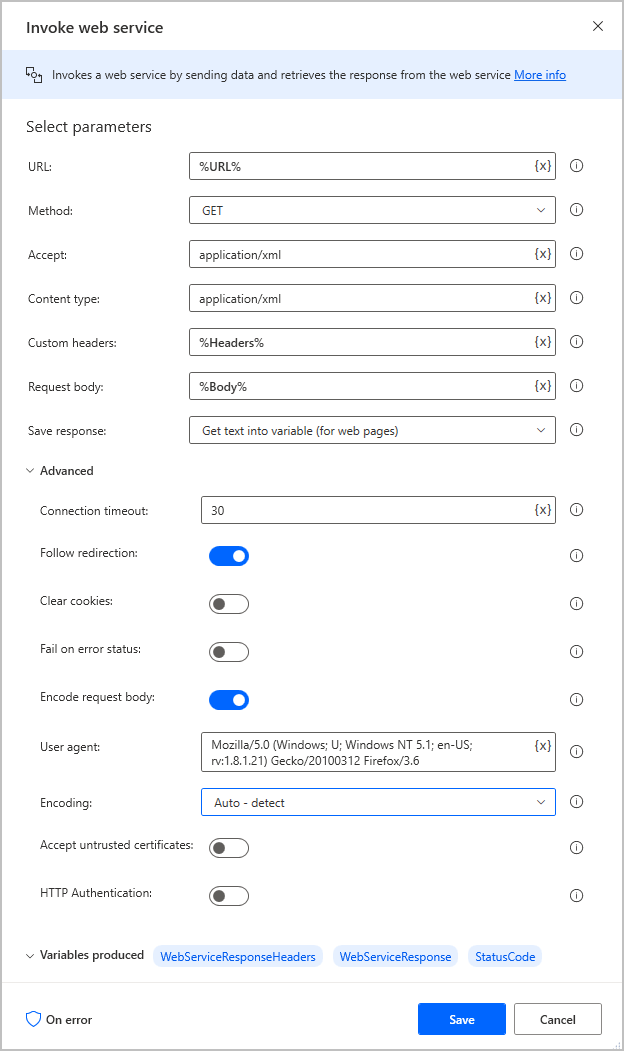 Invoke web service
Invokes a web service by sending data and retrieves the response from the web service More info
Select parameters
URL: %URL% {x}
Method: GET
Accept: application/xml {x}
Content type: application/xml {x}
Custom headers: %Headers% {x}
Request body: %Body% {x}
Save response: Get text into variable (for web pages)
Advanced
Connection timeout: 30 {x}
Follow redirection:
Clear cookies:
Fail on error status:
Encode request body:
User agent: Mozilla/5.0 (Windows; U; Windows NT 5.1; en-US; {x}
rv:1.8.1.21) Gecko/20100312 Firefox/3.6
Encoding: Auto - detect
Accept untrusted certificates:
HTTP Authentication:
Variables produced WebServiceResponseHeaders WebServiceResponse StatusCode
On error Save Cancel